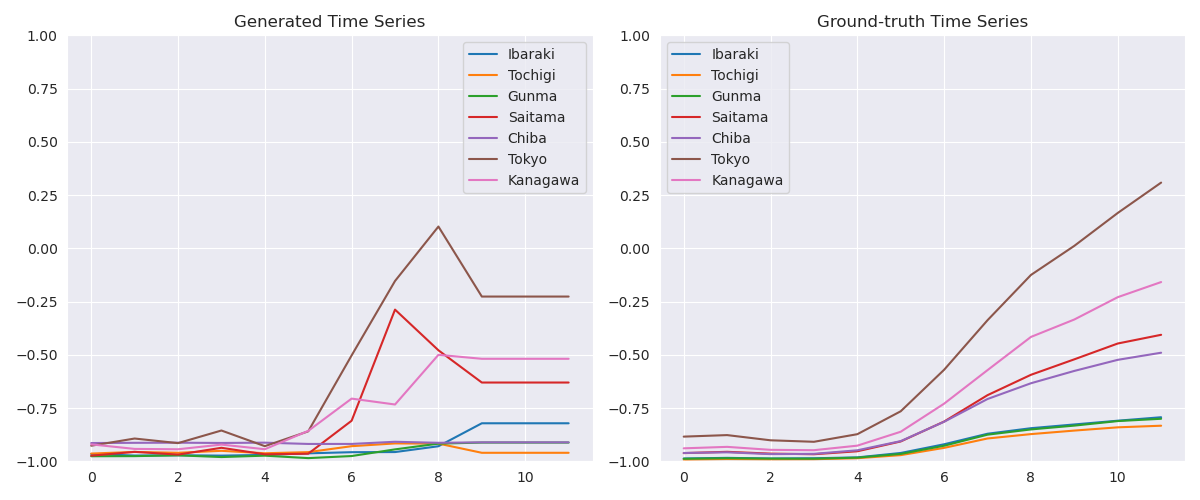 Generated Time Series
1.00
0.75
0.50
0.25
0.00
−0.25
−0.50
−0.75
−1.00
0 2 4 6 8 10
Ibaraki
Tochigi
Gunma
Saitama
Chiba
Tokyo
Kanagawa
Ground-truth Time Series
1.00
0.75
0.50
0.25
0.00
−0.25
−0.50
−0.75
−1.00
0 2 4 6 8 10
Ibaraki
Tochigi
Gunma
Saitama
Chiba
Tokyo
Kanagawa